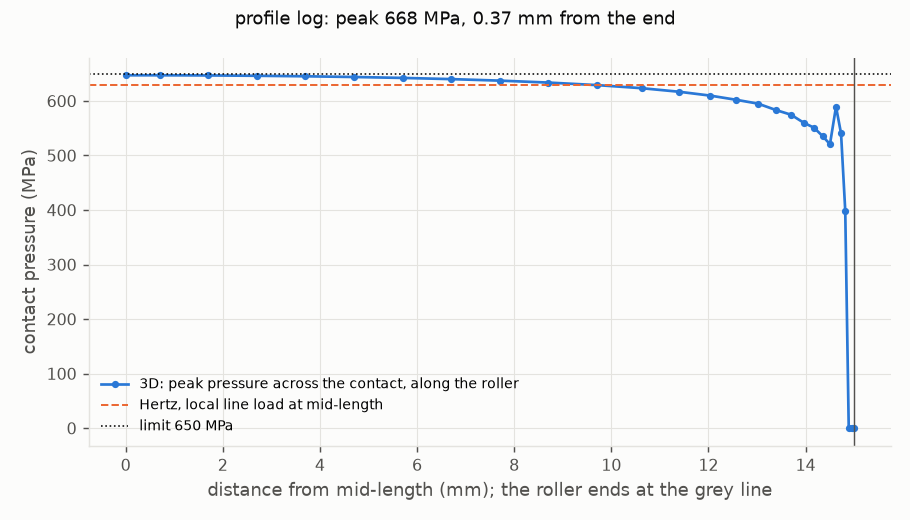 profile log: peak 668 MPa, 0.37 mm from the end
contact pressure (MPa)
600
500
400
300
200
100
0
3D: peak pressure across the contact, along the roller
Hertz, local line load at mid-length
limit 650 MPa
0 2 4 6 8 10 12 14
distance from mid-length (mm); the roller ends at the grey line